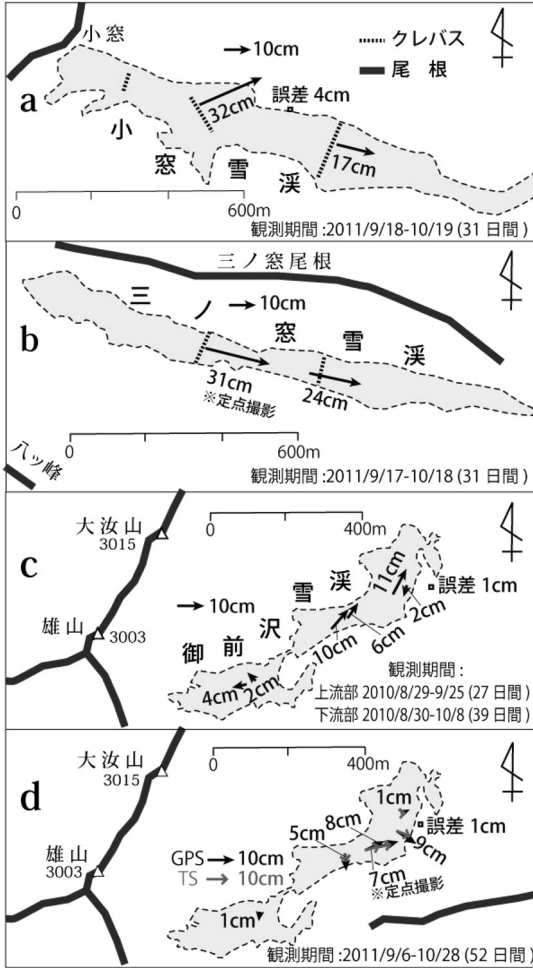 小窓
10cm
クレバス
尾根
a
32cm
誤差 4cm
小窓雪渓
17cm
0
600m
観測期間 :2011/9/18-10/19 (31 日間 )
三ノ窓尾根
三ノ窓雪渓
10cm
b
31cm
※定点撮影
24cm
0
600m
八ッ峰
観測期間 :2011/9/17-10/18 (31 日間 )
大汝山
3015
0
400m
c
11cm
誤差 1cm
10cm
2cm
雄山
3003
御前沢雪渓
10cm
6cm
4cm
2cm
観測期間 :
上流部 2010/8/29-9/25 (27 日間 )
下流部 2010/8/30-10/8 (39 日間 )
大汝山
3015
0
400m
d
1cm
誤差 1cm
8cm
5cm
9cm
雄山
3003
GPS 10cm
TS 10cm
7cm
※定点撮影
1cm
観測期間 :2011/9/6-10/28 (52 日間 )